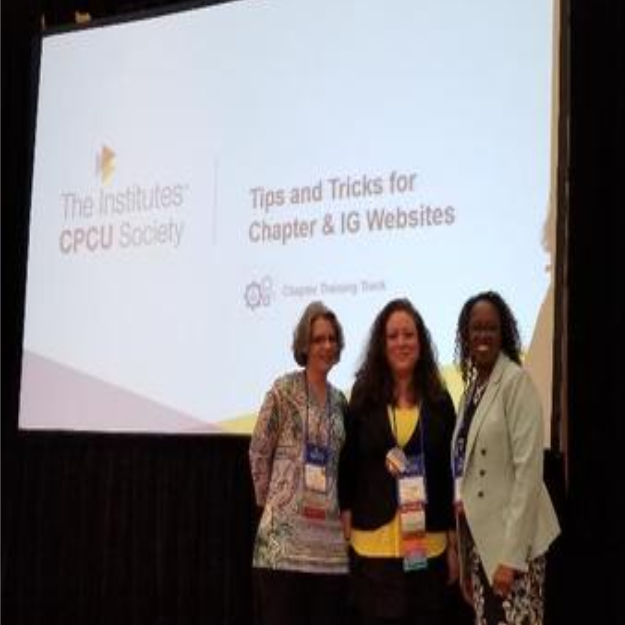 The Institutes
CPCU Society
Tips and Tricks for
Chapter & IG Websites
Chapter Training Track